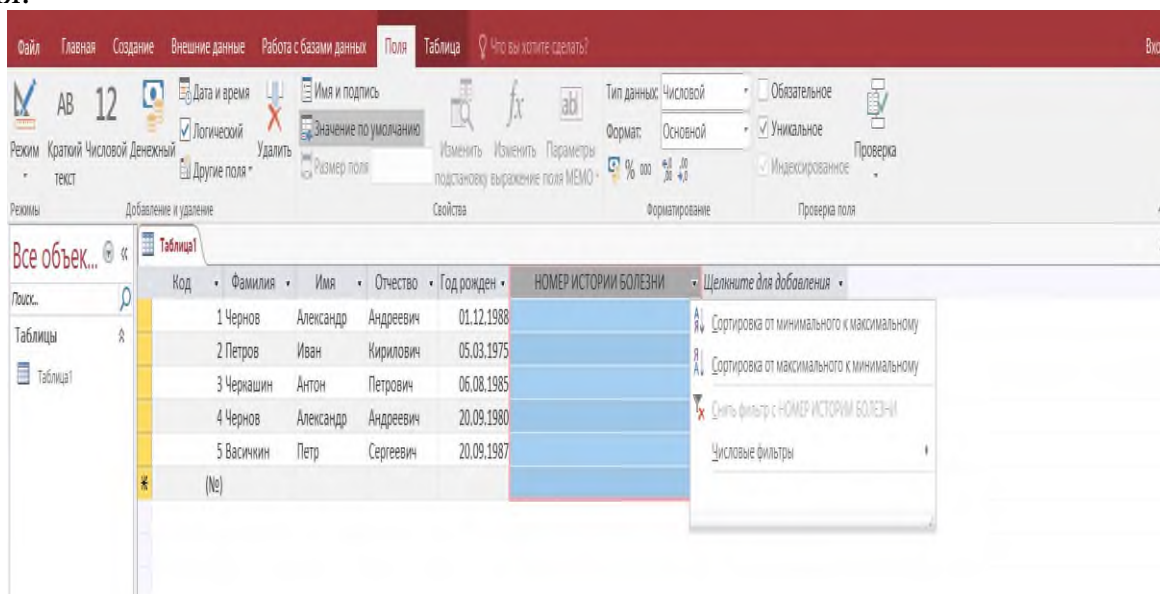 Файл Главная Создание Внешние данные Работа с базами данных Поля Таблица Что вы хотите сделать?
Режим
АВ Краткий текст
12 Числовой
Денежный
Дата и время
Логический
Другие поля
Удалить
Имя и подпись
Значение по умолчанию
Размер поля
Изменить подстановку
fx Изменить выражение
abl Параметры поля МЕМО
Тип данных: Числовой
Формат: Основной
% 000
Обязательное
Уникальное
Индексированное
Проверка
Режимы Добавление и удаление Свойства Форматирование Проверка поля
Все объек... «
Поиск...
Таблицы
Таблица1
Таблица1
Код Фамилия Имя Отчество Год рожден НОМЕР ИСТОРИИ БОЛЕЗНИ Щелкните для добавления
1 Чернов Александр Андреевич 01.12.1988
2 Петров Иван Кирилович 05.03.1975
3 Черкашин Антон Петрович 06.08.1985
4 Чернов Александр Андреевич 20.09.1980
5 Васичкин Петр Сергеевич 20.09.1987
(№)
Сортировка от минимального к максимальному
Сортировка от максимального к минимальному
Снять фильтр с НОМЕР ИСТОРИИ БОЛЕЗНИ
Числовые фильтры